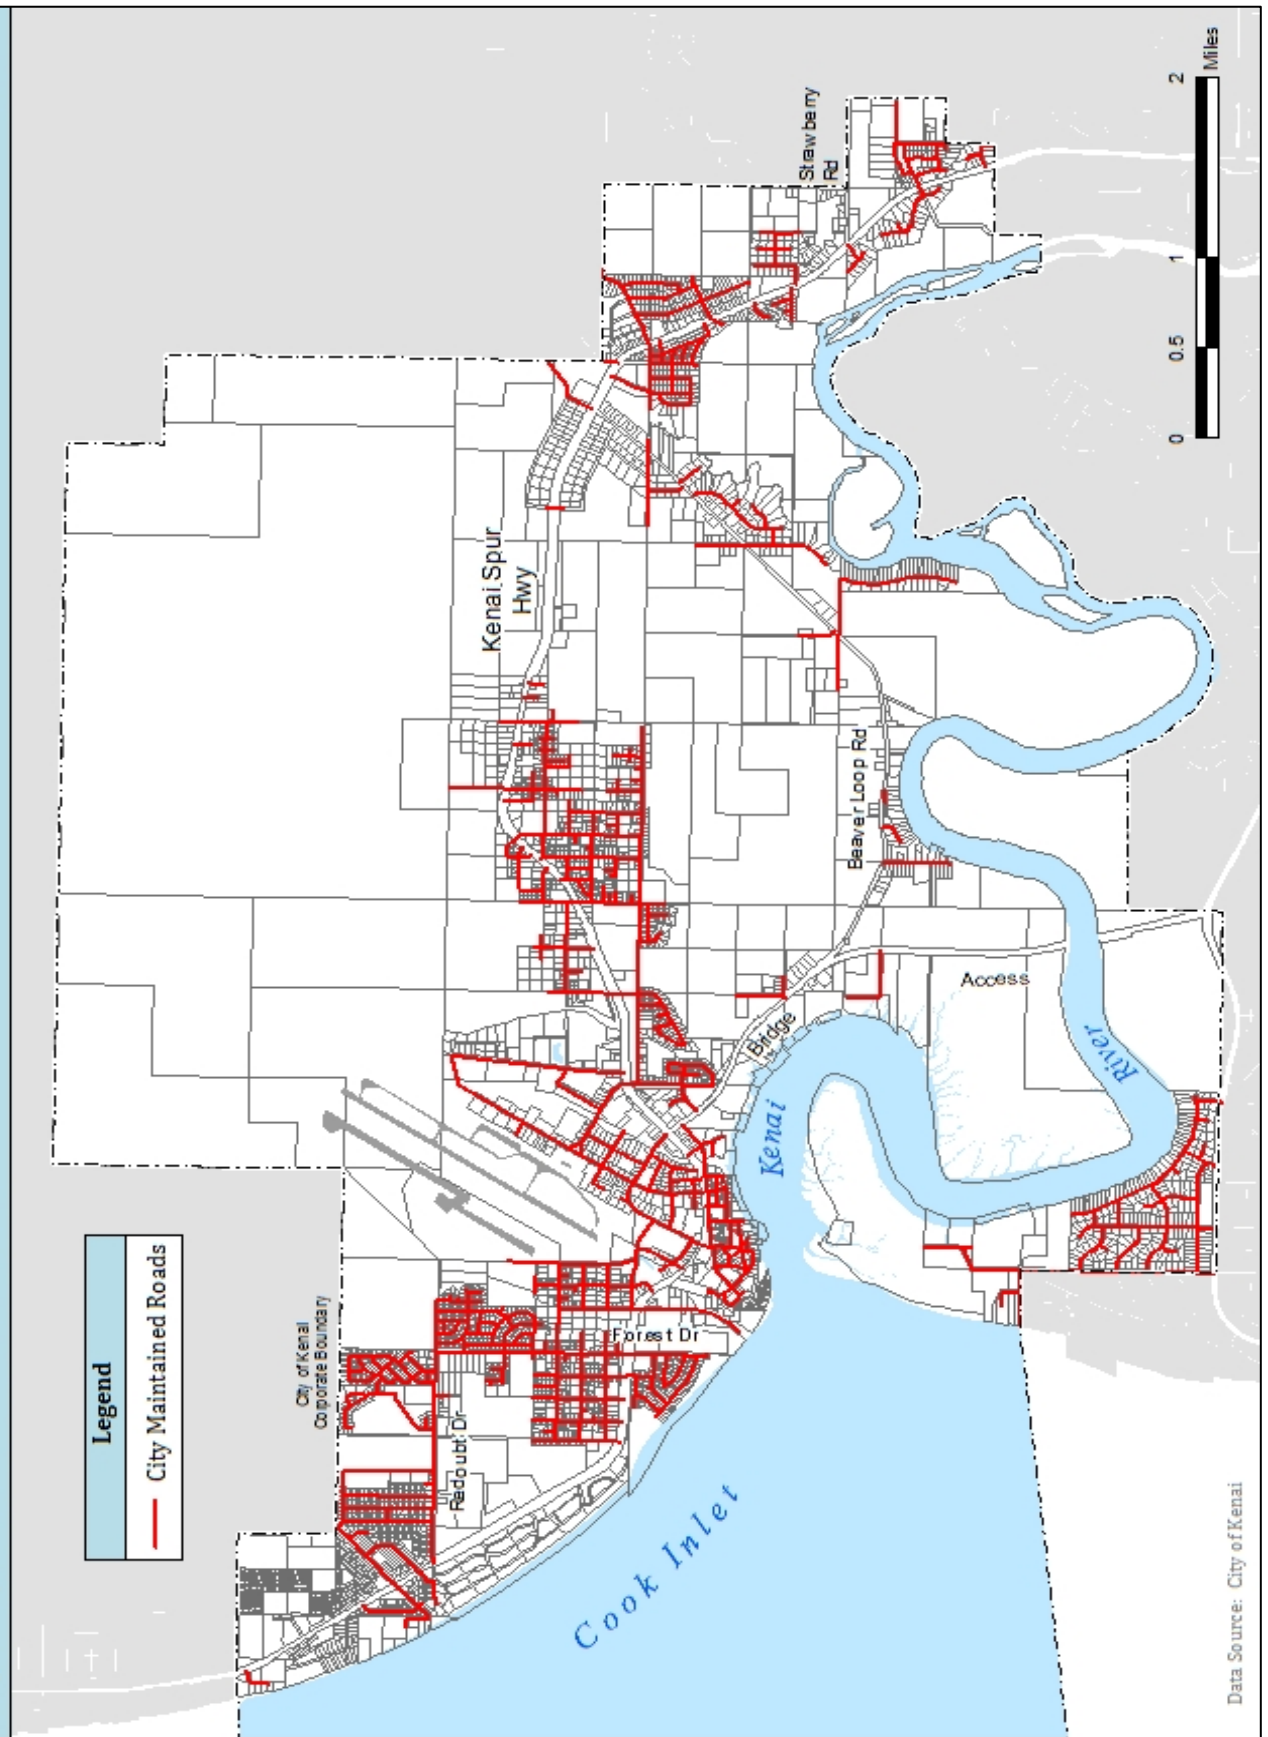 Legend
City Maintained Roads
City of Kenai
Corporate Boundary
Redoubt Dr
Forest Dr
Cook Inlet
Kenai
River
Bridge
Access
Beaver Loop Rd
Kenai Spur
Hwy
Strawberry
Rd
0 0.5 1 2
Miles
Data Source: City of Kenai